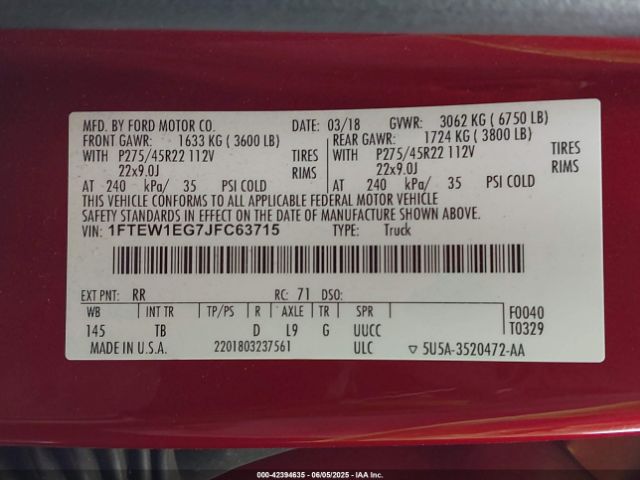 MFD. BY FORD MOTOR CO. DATE: 03/18 GVWR: 3062 KG ( 6750 LB)
FRONT GAWR: 1633 KG ( 3600 LB) REAR GAWR: 1724 KG ( 3800 LB)
WITH P275/45R22 112V TIRES WITH P275/45R22 112V TIRES
22x9.0J RIMS 22x9.0J RIMS
AT 240 kPa/ 35 PSI COLD AT 240 kPa/ 35 PSI COLD
THIS VEHICLE CONFORMS TO ALL APPLICABLE FEDERAL MOTOR VEHICLE
SAFETY STANDARDS IN EFFECT ON THE DATE OF MANUFACTURE SHOWN ABOVE.
VIN: 1FTEW1EG7JFC63715 TYPE: Truck
EXT PNT: RR RC: 71 DSO:
WB INT TR TP/PS R AXLE TR SPR F0040
145 TB D L9 G UUCC T0329
MADE IN U.S.A. 2201803237561 ULC ▽ 5U5A-3520472-AA
000-42394635 - 06/05/2025 - IAA Inc.